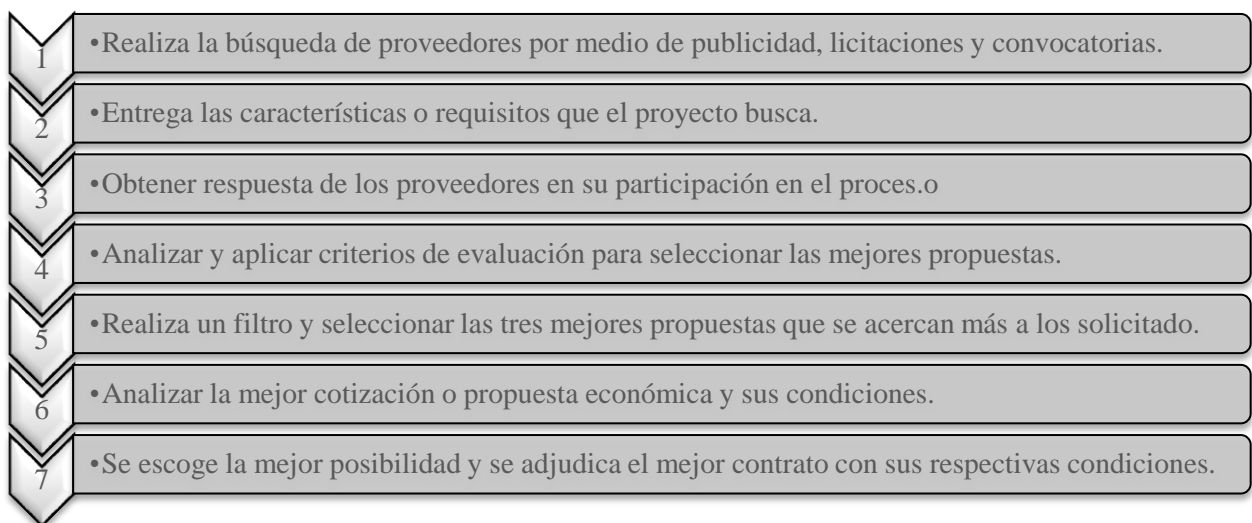 1 •Realiza la búsqueda de proveedores por medio de publicidad, licitaciones y convocatorias.
2 •Entrega las características o requisitos que el proyecto busca.
3 •Obtener respuesta de los proveedores en su participación en el proces.o
4 •Analizar y aplicar criterios de evaluación para seleccionar las mejores propuestas.
5 •Realiza un filtro y seleccionar las tres mejores propuestas que se acercan más a los solicitado.
6 •Analizar la mejor cotización o propuesta económica y sus condiciones.
7 •Se escoge la mejor posibilidad y se adjudica el mejor contrato con sus respectivas condiciones.